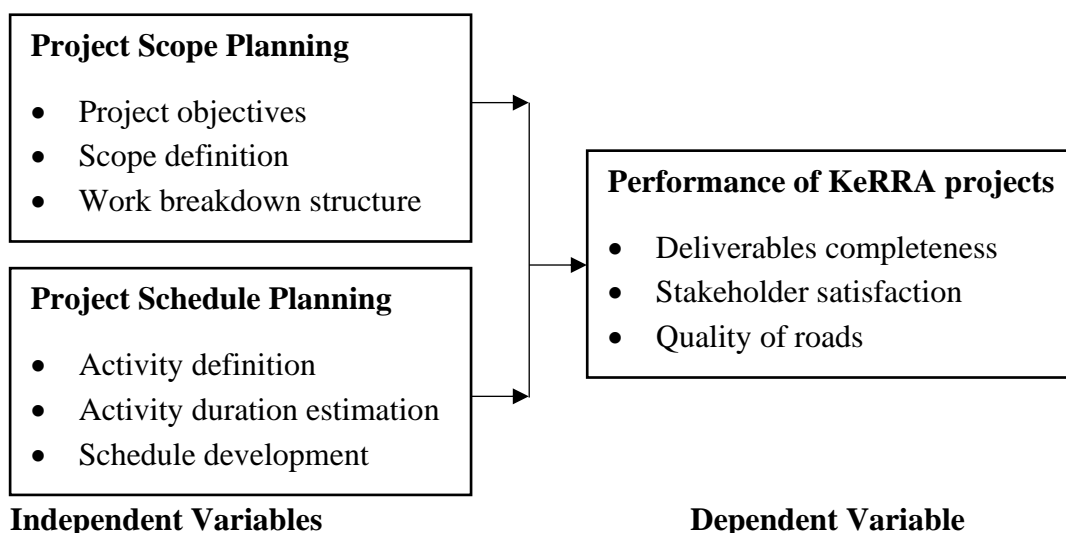 Project Scope Planning
• Project objectives
• Scope definition
• Work breakdown structure
Project Schedule Planning
• Activity definition
• Activity duration estimation
• Schedule development
Independent Variables
Performance of KeRRA projects
• Deliverables completeness
• Stakeholder satisfaction
• Quality of roads
Dependent Variable